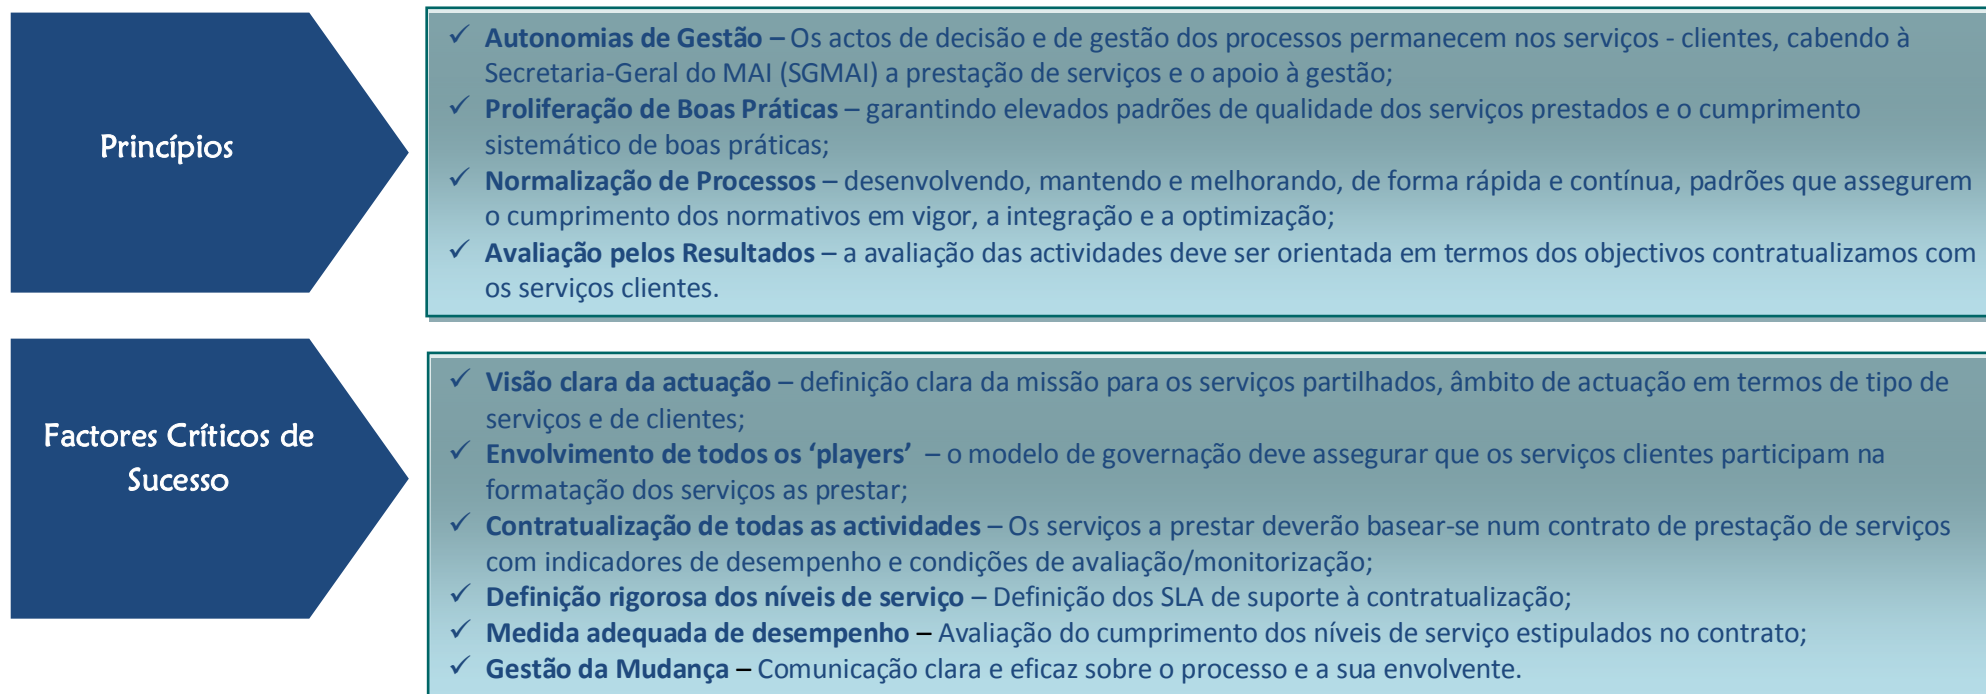 Princípios
✓ Autonomias de Gestão – Os actos de decisão e de gestão dos processos permanecem nos serviços - clientes, cabendo à
Secretaria-Geral do MAI (SGMAI) a prestação de serviços e o apoio à gestão;
✓ Proliferação de Boas Práticas – garantindo elevados padrões de qualidade dos serviços prestados e o cumprimento
sistemático de boas práticas;
✓ Normalização de Processos – desenvolvendo, mantendo e melhorando, de forma rápida e contínua, padrões que assegurem
o cumprimento dos normativos em vigor, a integração e a optimização;
✓ Avaliação pelos Resultados – a avaliação das actividades deve ser orientada em termos dos objectivos contratualizamos com
os serviços clientes.
Factores Críticos de
Sucesso
✓ Visão clara da actuação – definição clara da missão para os serviços partilhados, âmbito de actuação em termos de tipo de
serviços e de clientes;
✓ Envolvimento de todos os ‘players’ – o modelo de governação deve assegurar que os serviços clientes participam na
formatação dos serviços as prestar;
✓ Contratualização de todas as actividades – Os serviços a prestar deverão basear-se num contrato de prestação de serviços
com indicadores de desempenho e condições de avaliação/monitorização;
✓ Definição rigorosa dos níveis de serviço – Definição dos SLA de suporte à contratualização;
✓ Medida adequada de desempenho – Avaliação do cumprimento dos níveis de serviço estipulados no contrato;
✓ Gestão da Mudança – Comunicação clara e eficaz sobre o processo e a sua envolvente.